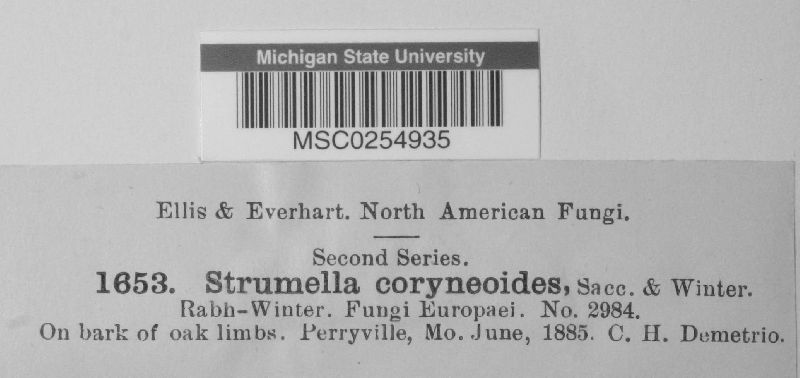 Michigan State University
MSC0254935
Ellis & Everhart. North American Fungi.
Second Series.
1653. Strumella coryneoides, Sacc. & Winter.
Rabh-Winter. Fungi Europaei. No. 2984.
On bark of oak limbs. Perryville, Mo. June, 1885. C. H. Demetrio.